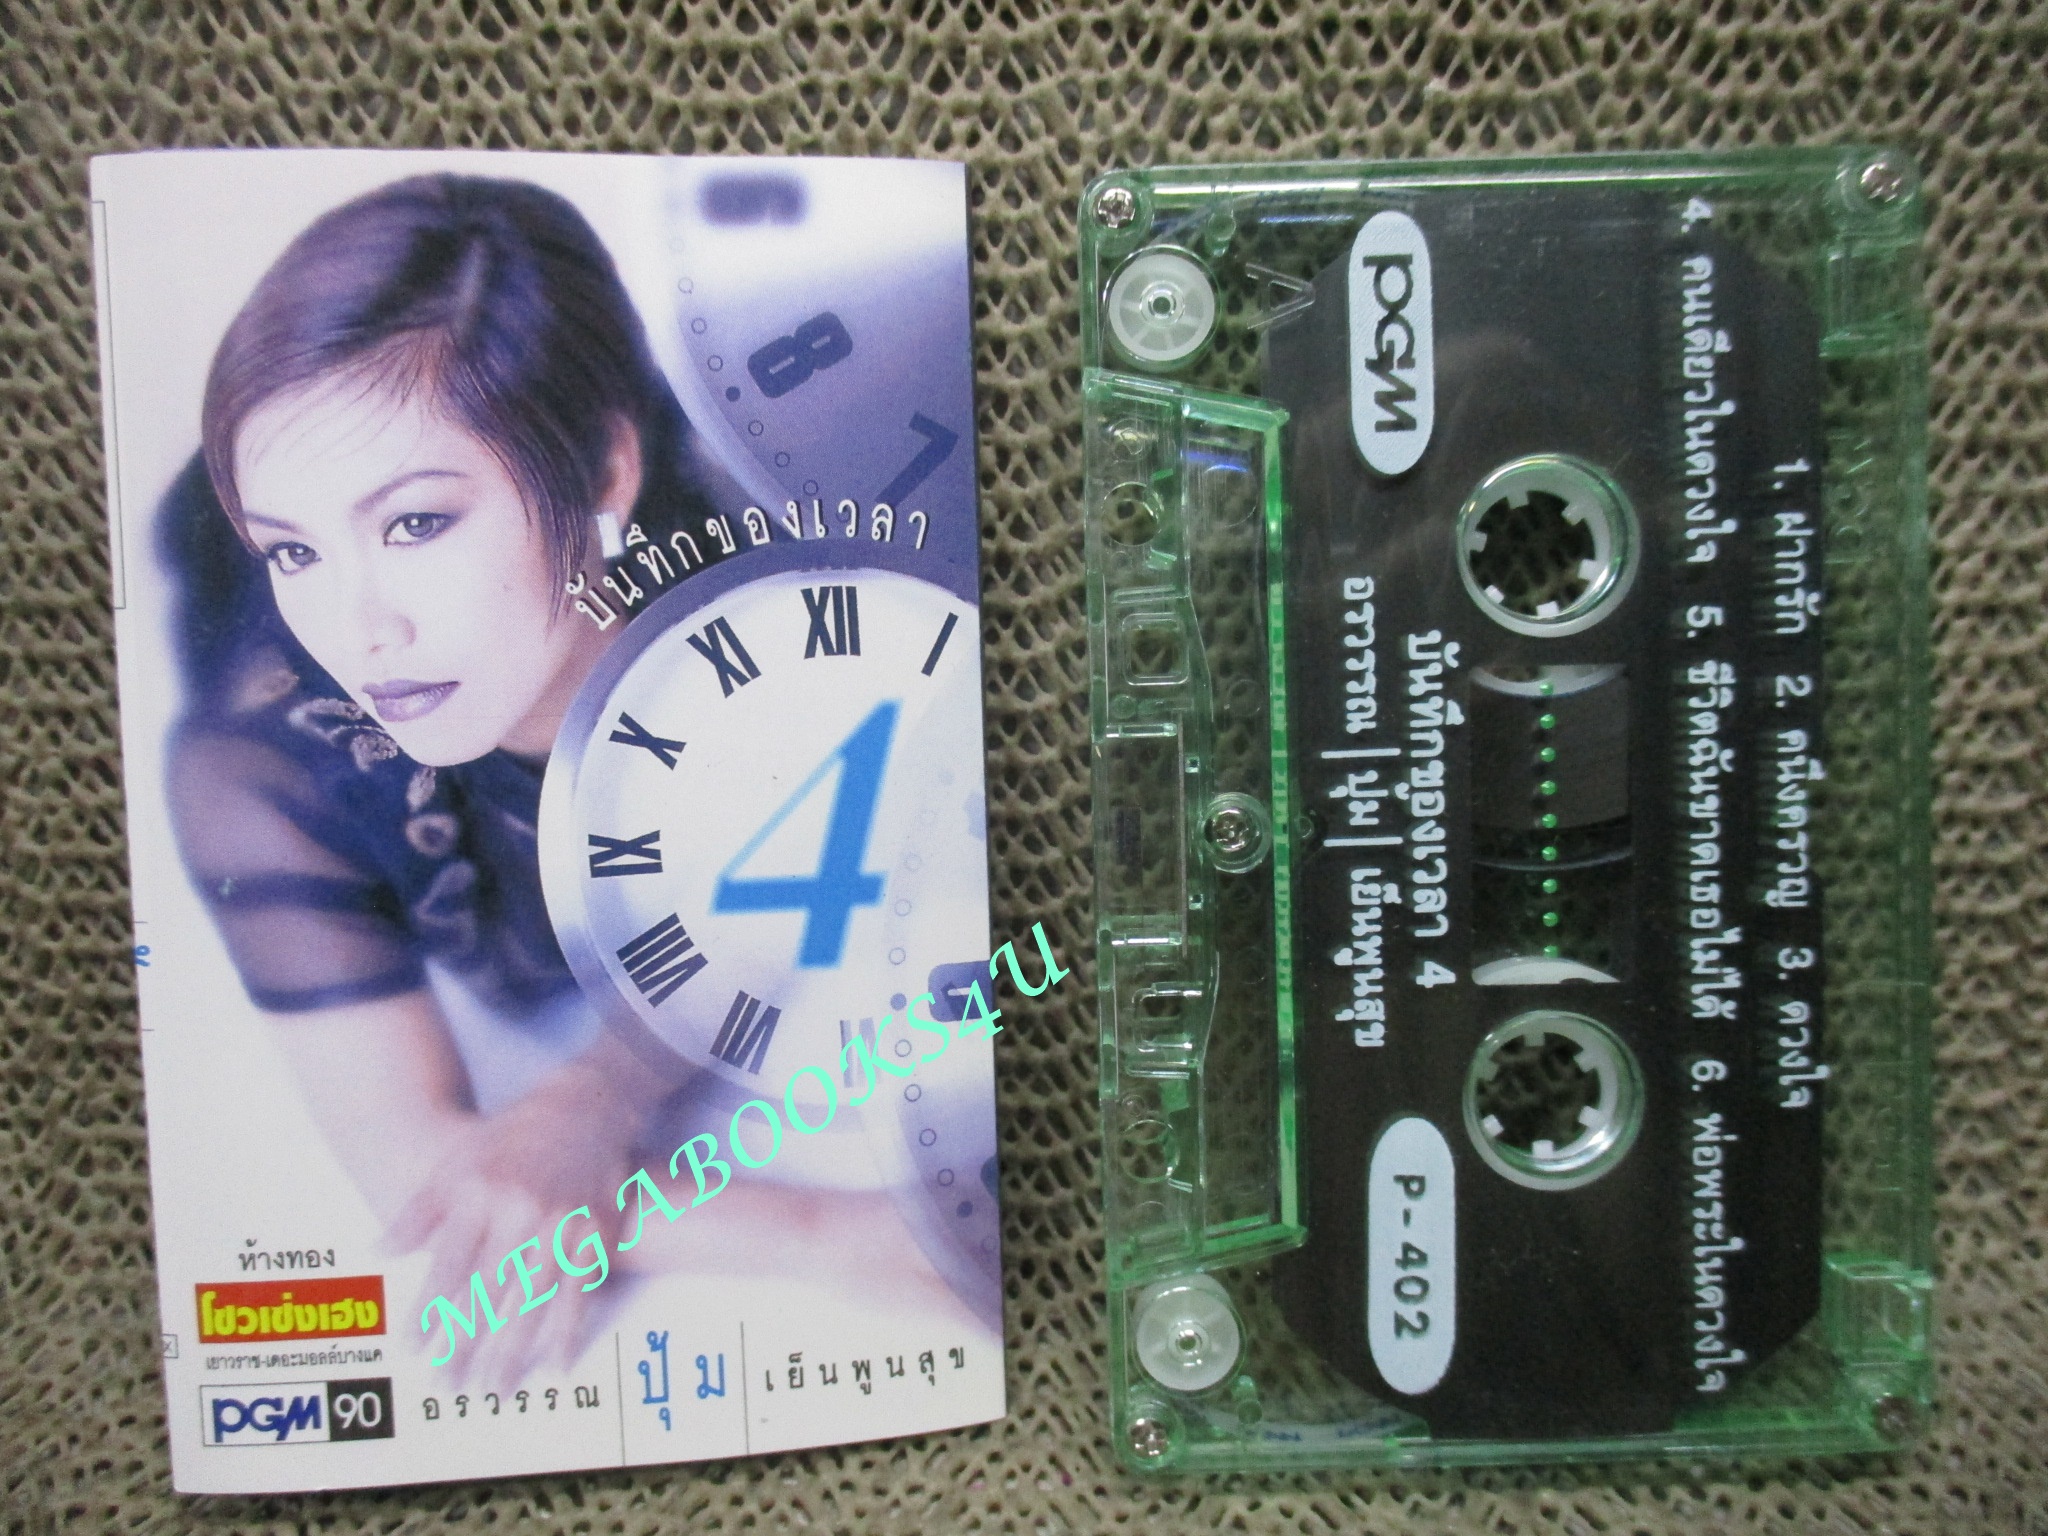 บันทึกของเวลา
4
8
7
XII
I
XI
X
IX
VIII
VII
ห้างทอง
โซวเซ่งเฮง
เยาวราช-เดอะมอลล์บางแค
PGM 90
อรวรรณ ปุ้ม เย็นพูนสุข
MEGABOOKS4U
A
PGM
1. ฝากรัก 2. คนึงครวญ 3. ดวงใจ
4. คนเดียวในดวงใจ 5. ชีวิตฉันขาดเธอไม่ได้ 6. พ่อพระในดวงใจ
บันทึกของเวลา 4
อรวรรณ ปุ้ม เย็นพูนสุข
P-402